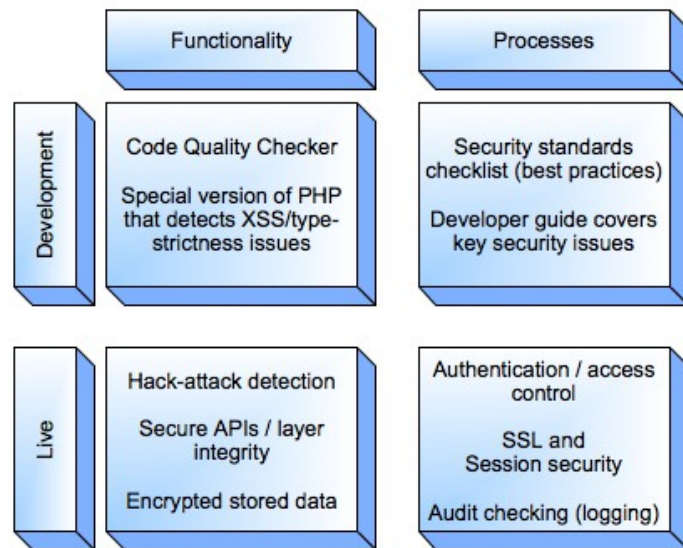 Functionality
Processes
Development
Code Quality Checker
Special version of PHP
that detects XSS/type-
strictness issues
Security standards
checklist (best practices)
Developer guide covers
key security issues
Live
Hack-attack detection
Secure APIs / layer
integrity
Encrypted stored data
Authentication / access
control
SSL and
Session security
Audit checking (logging)